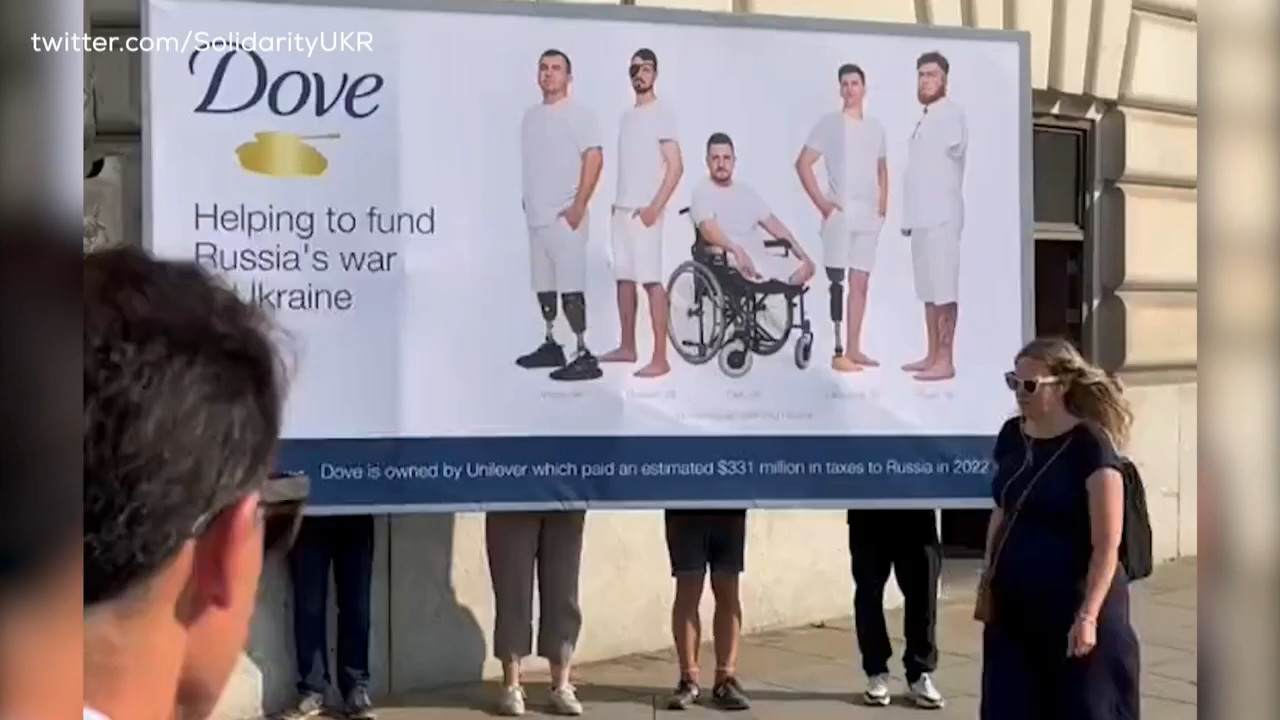 twitter.com/SolidarityUKR
Dove
Helping to fund
Russia's war
Ukraine
Dove is owned by Unilever which paid an estimated $331 million in taxes to Russia in 2022